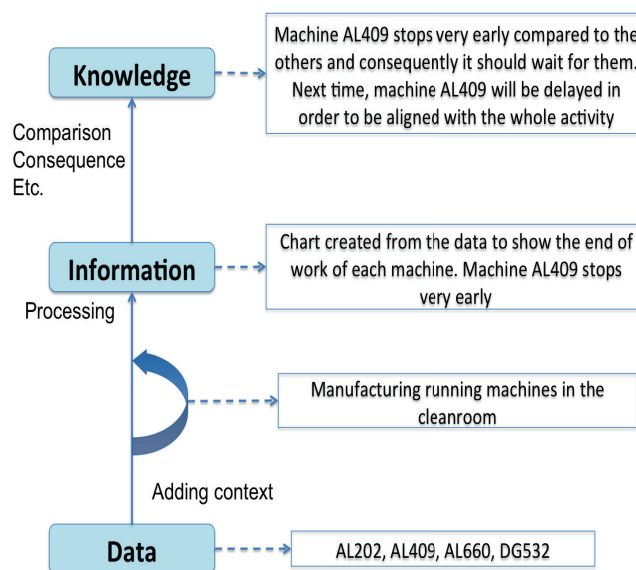 Knowledge
Machine AL409 stops very early compared to the
others and consequently it should wait for them.
Next time, machine AL409 will be delayed in
order to be aligned with the whole activity
Comparison
Consequence
Etc.
Information
Chart created from the data to show the end of
work of each machine. Machine AL409 stops
very early
Processing
Manufacturing running machines in the
cleanroom
Adding context
Data
AL202, AL409, AL660, DG532